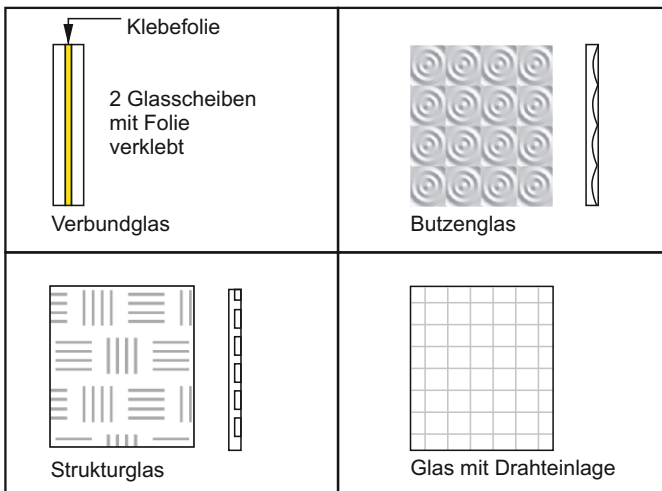 Klebefolie
2 Glasscheiben
mit Folie
verklebt
Verbundglas
Butzenglas
Strukturglas
Glas mit Drahteinlage